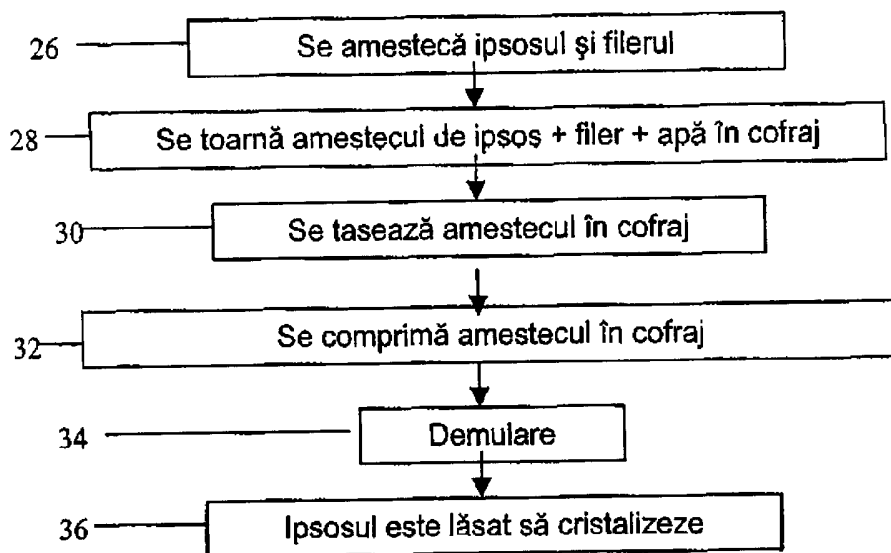 26 Se amestecă ipsosul şi filerul
28 Se toarnă amestecul de ipsos + filer + apă în cofraj
30 Se tasează amestecul în cofraj
32 Se comprimă amestecul în cofraj
34 Demulare
36 Ipsosul este lăsat să cristalizeze